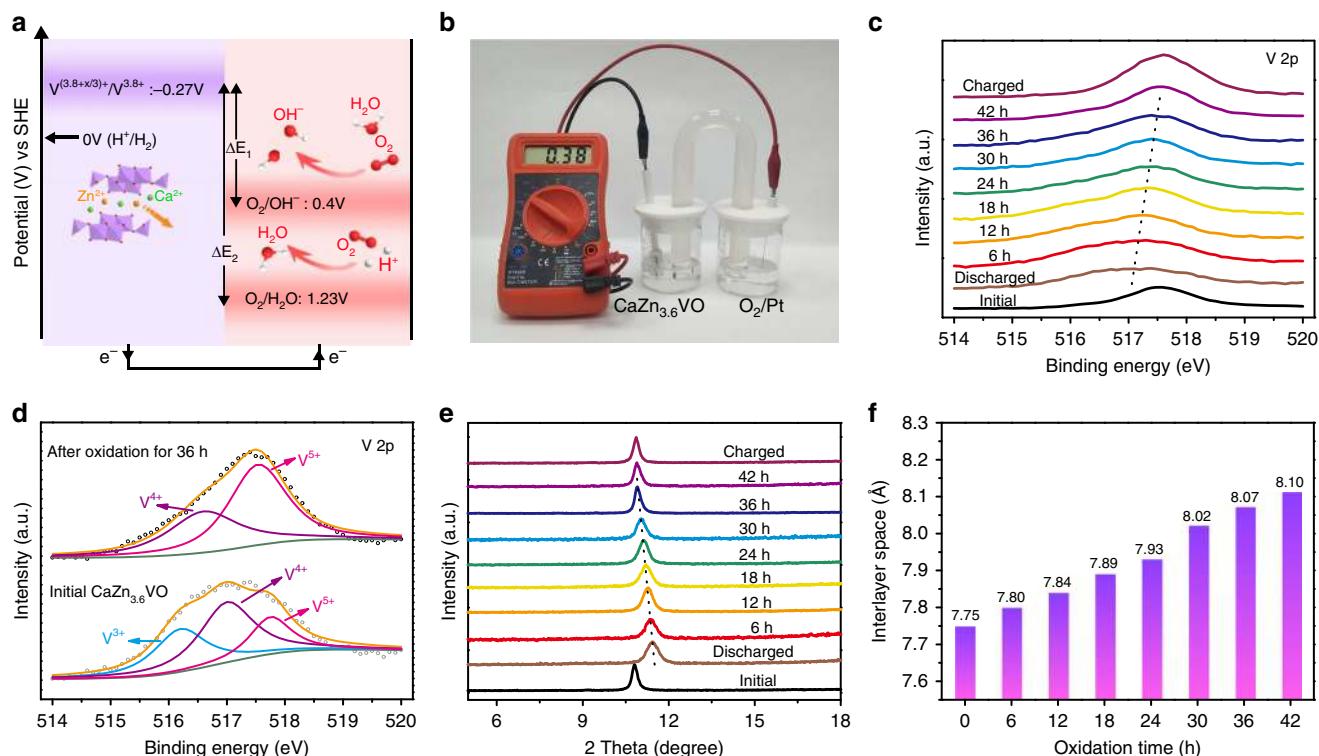 a
Potential (V) vs SHE
V(3.8+x/3)+/V3.8+ :–0.27V
0V (H+/H2)
Zn2+
Ca2+
ΔE1
ΔE2
OH–
H2O
O2
O2/OH– : 0.4V
H2O
O2
H+
O2/H2O: 1.23V
e–
e–
b
0.38
CaZn3.6VO
O2/Pt
c
V 2p
Charged
42 h
36 h
30 h
24 h
18 h
12 h
6 h
Discharged
Initial
Intensity (a.u.)
514 515 516 517 518 519 520
Binding energy (eV)
d
After oxidation for 36 h
V 2p
V5+
V4+
Initial CaZn3.6VO
V4+
V5+
V3+
Intensity (a.u.)
514 515 516 517 518 519 520
Binding energy (eV)
e
Charged
42 h
36 h
30 h
24 h
18 h
12 h
6 h
Discharged
Initial
Intensity (a.u.)
6 9 12 15 18
2 Theta (degree)
f
Interlayer space (Å)
8.3
8.2
8.1
8.0
7.9
7.8
7.7
7.6
7.75 7.80 7.84 7.89 7.93 8.02 8.07 8.10
0 6 12 18 24 30 36 42
Oxidation time (h)